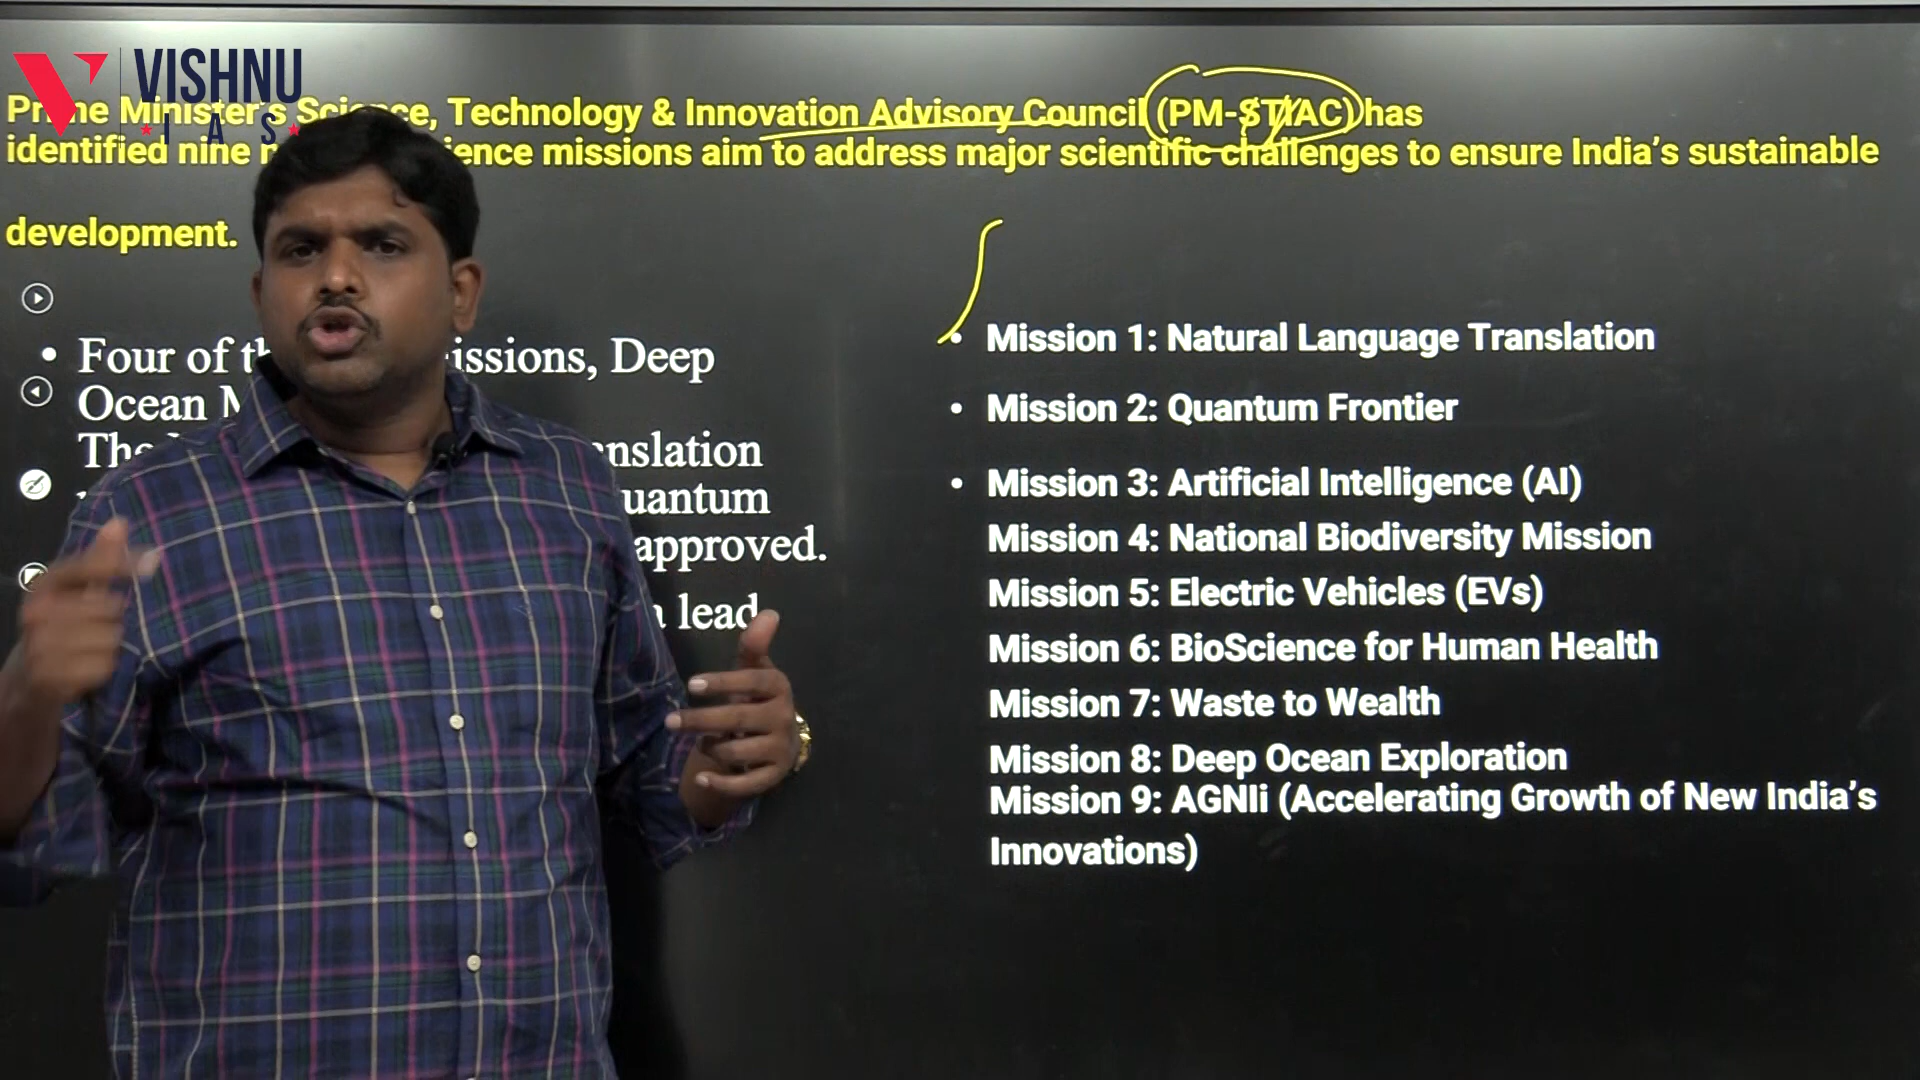 VISHNU
IAS
Prime Minister's Science, Technology & Innovation Advisory Council (PM-STIAC) has
identified nine ience missions aim to address major scientific challenges to ensure India's sustainable
development.
• Four of issions, Deep
Ocean
The anslation
uantum
approved.
lead
• Mission 1: Natural Language Translation
• Mission 2: Quantum Frontier
• Mission 3: Artificial Intelligence (AI)
Mission 4: National Biodiversity Mission
Mission 5: Electric Vehicles (EVs)
Mission 6: BioScience for Human Health
Mission 7: Waste to Wealth
Mission 8: Deep Ocean Exploration
Mission 9: AGNIi (Accelerating Growth of New India's
Innovations)